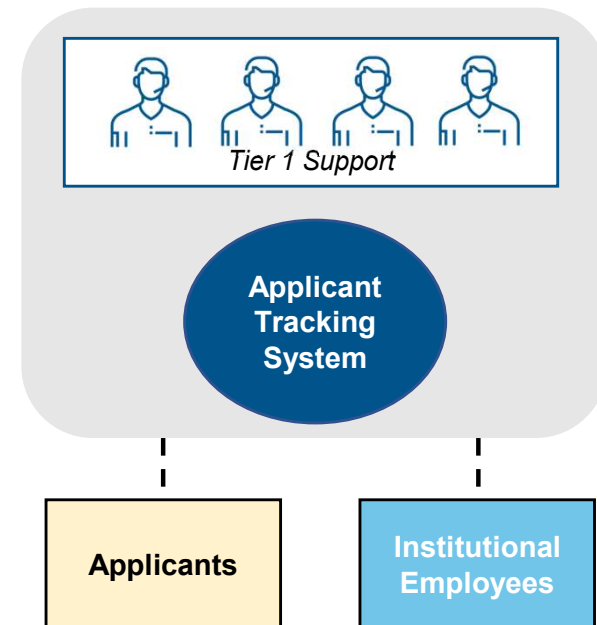 Tier 1 Support
Applicant
Tracking
System
Applicants
Institutional
Employees